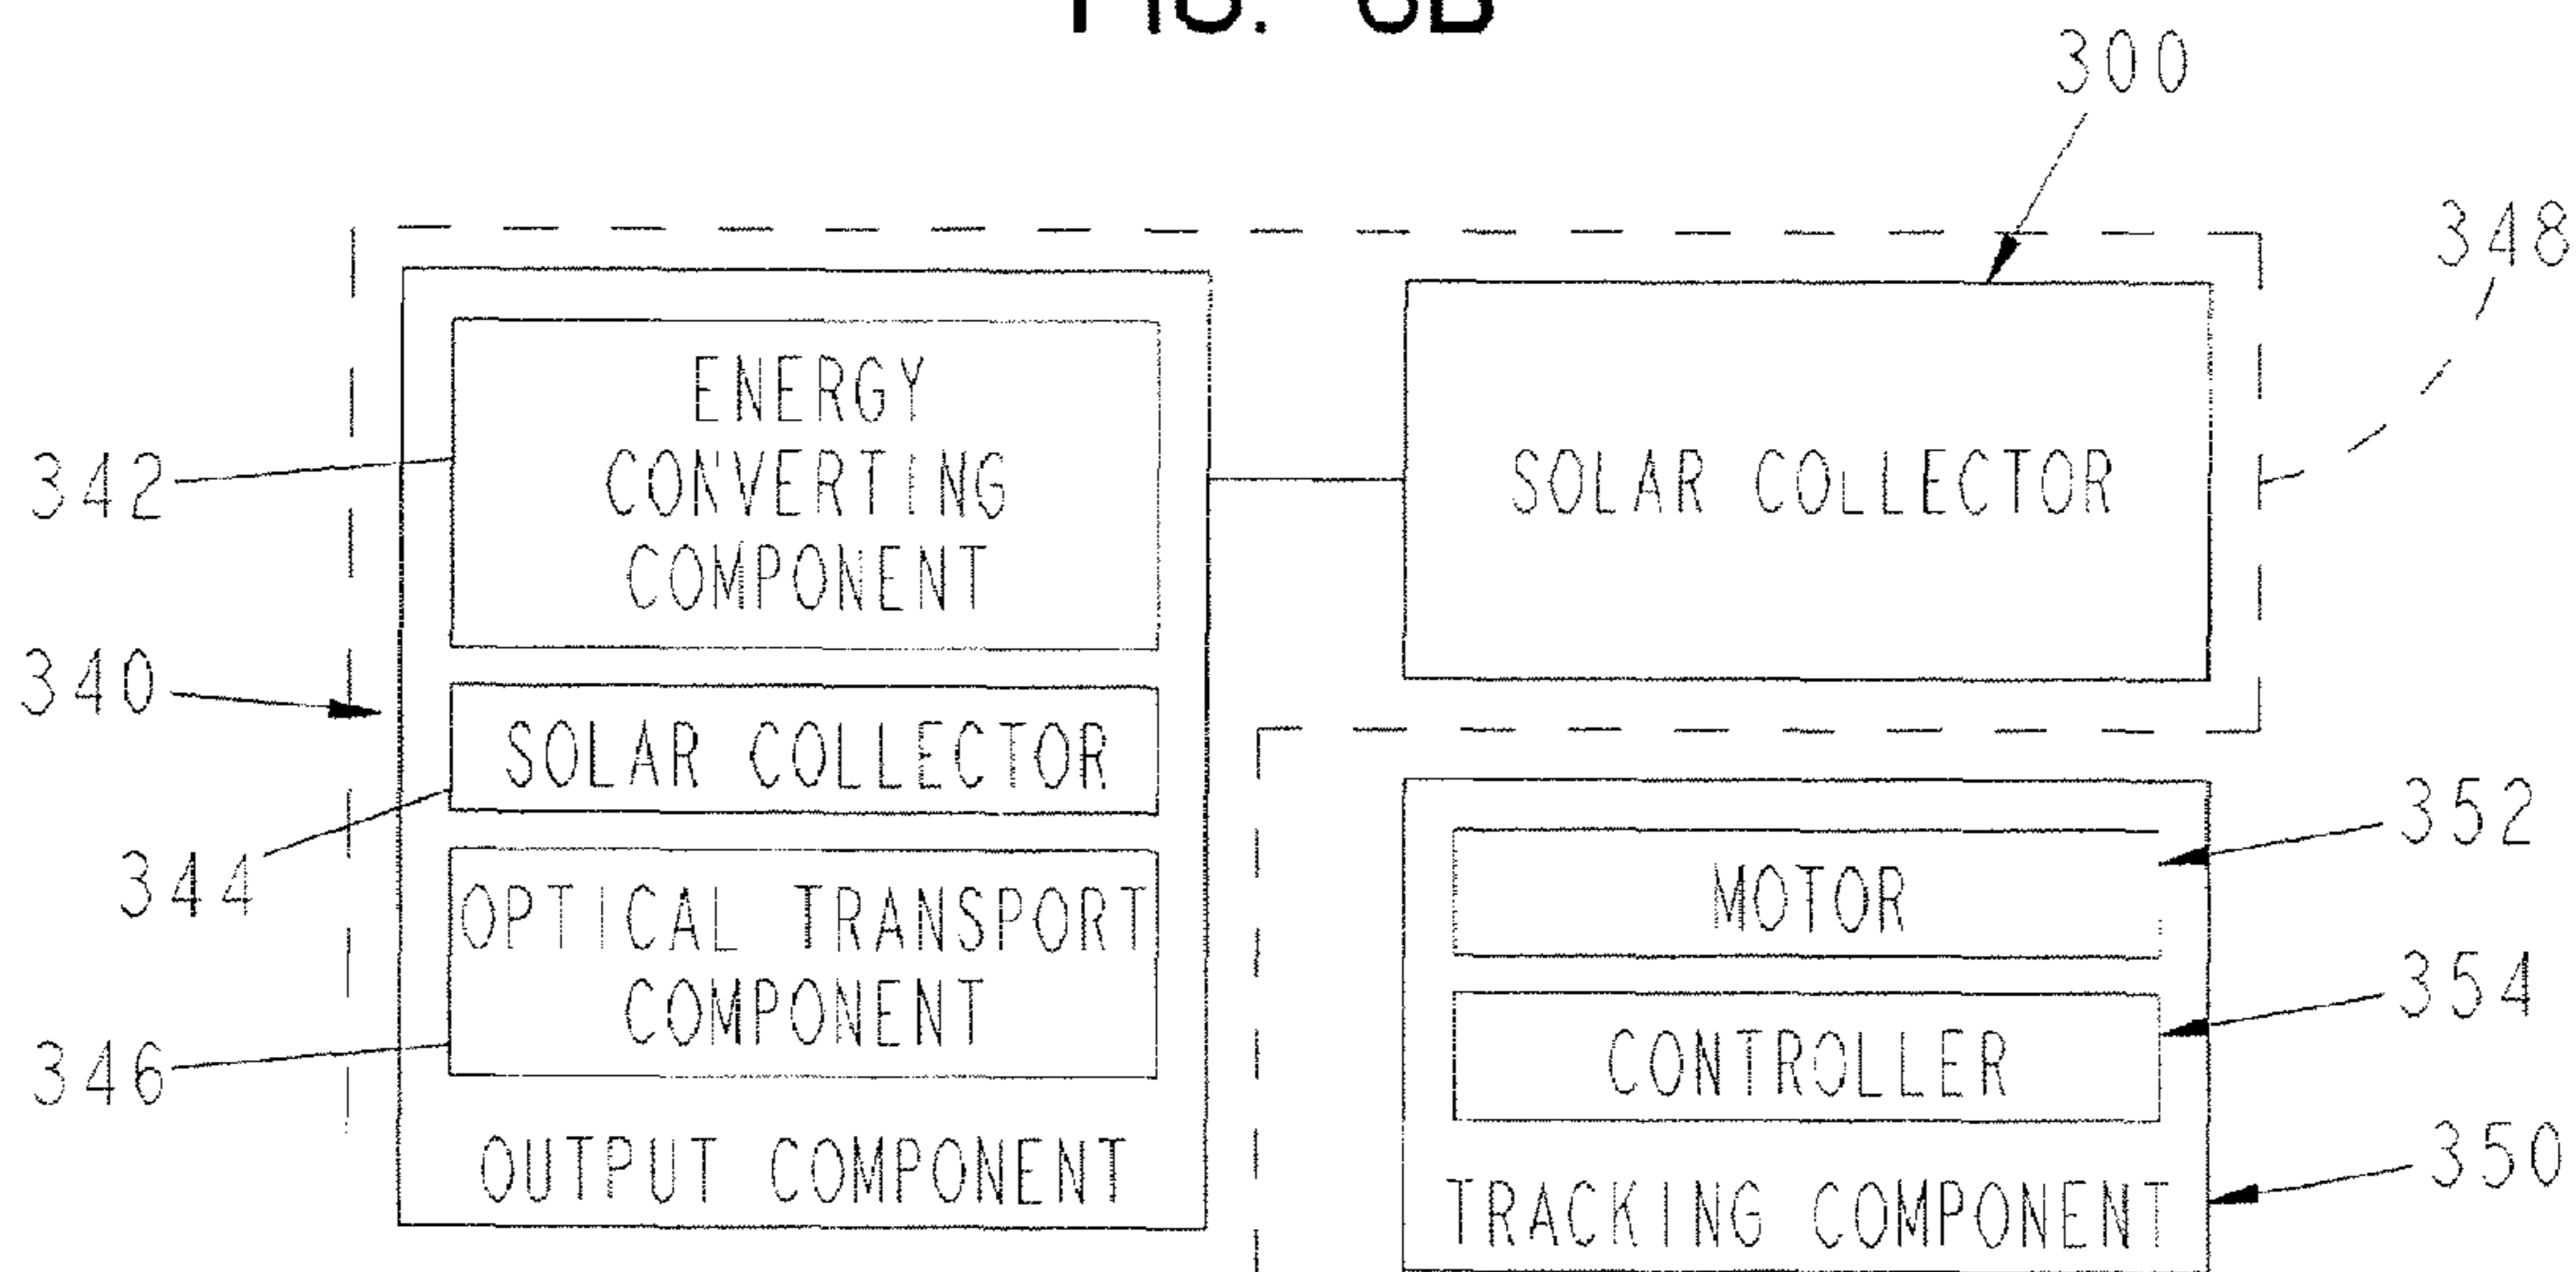 300
348
ENERGY
CONVERTING
COMPONENT
342
SOLAR COLLECTOR
340
SOLAR COLLECTOR
344
OPTICAL TRANSPORT
COMPONENT
346
OUTPUT COMPONENT
MOTOR
352
CONTROLLER
354
TRACKING COMPONENT
350